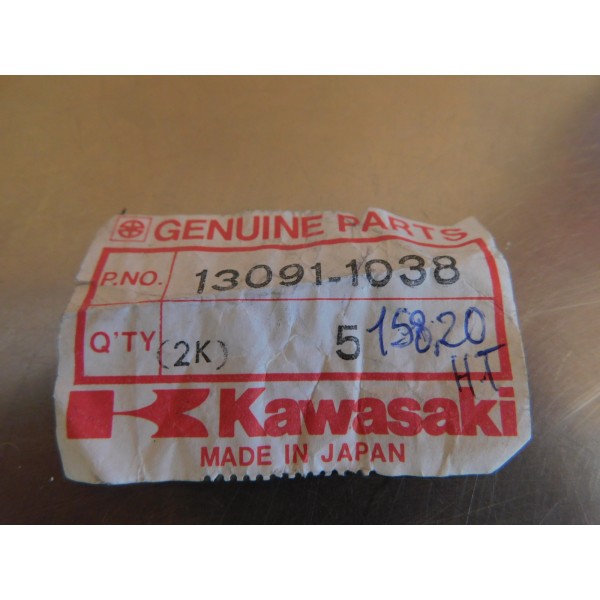 GENUINE PARTS
P.NO. 13091-1038
Q'TY (2K) 5 158,20
H.T
Kawasaki
MADE IN JAPAN